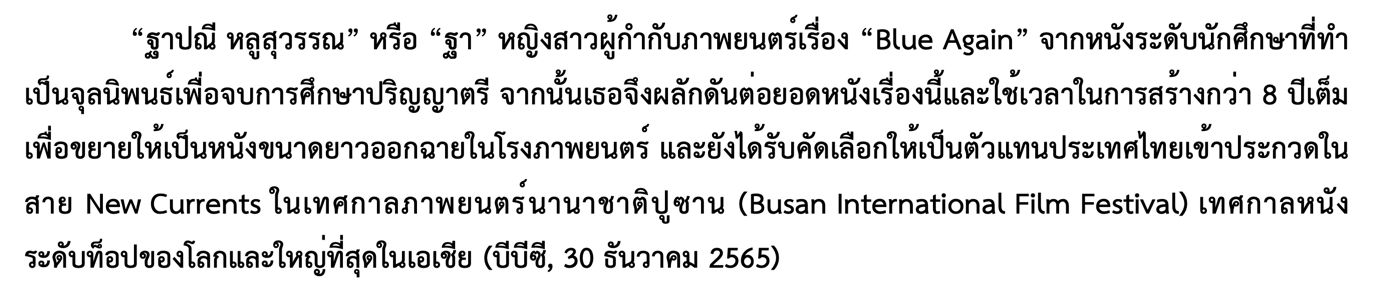 “ฐาปณี หลูสุวรรณ” หรือ “ฐา” หญิงสาวผู้กำกับภาพยนตร์เรื่อง “Blue Again” จากหนังระดับนักศึกษาที่ทำ
เป็นจุลนิพนธ์เพื่อจบการศึกษาปริญญาตรี จากนั้นเธอจึงผลักดันต่อยอดหนังเรื่องนี้และใช้เวลาในการสร้างกว่า 8 ปีเต็ม
เพื่อขยายให้เป็นหนังขนาดยาวออกฉายในโรงภาพยนตร์ และยังได้รับคัดเลือกให้เป็นตัวแทนประเทศไทยเข้าประกวดใน
สาย New Currents ในเทศกาลภาพยนตร์นานาชาติปูซาน (Busan International Film Festival) เทศกาลหนัง
ระดับท็อปของโลกและใหญ่ที่สุดในเอเชีย (บีบีซี, 30 ธันวาคม 2565)